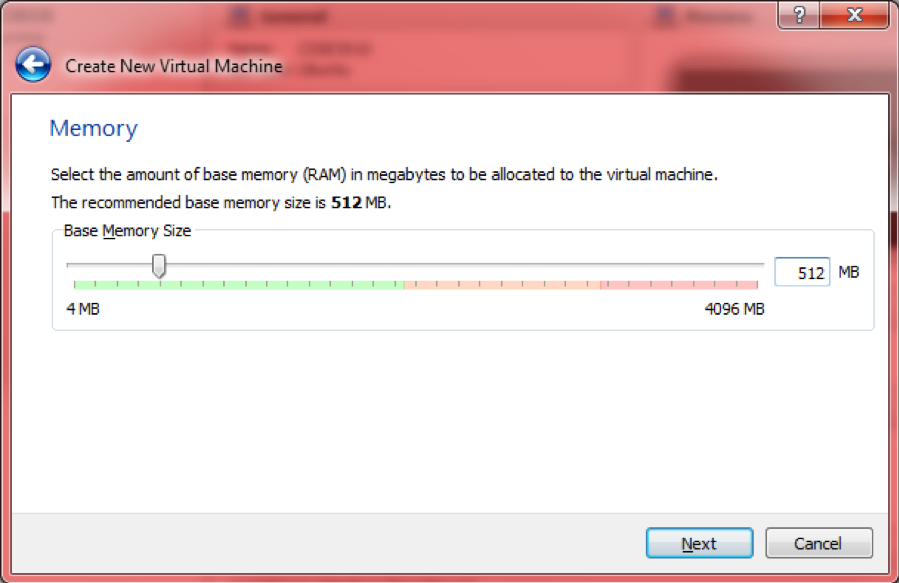 ?
Create New Virtual Machine
Memory
Select the amount of base memory (RAM) in megabytes to be allocated to the virtual machine.
The recommended base memory size is 512 MB.
Base Memory Size
512 MB
4 MB 4096 MB
Next Cancel